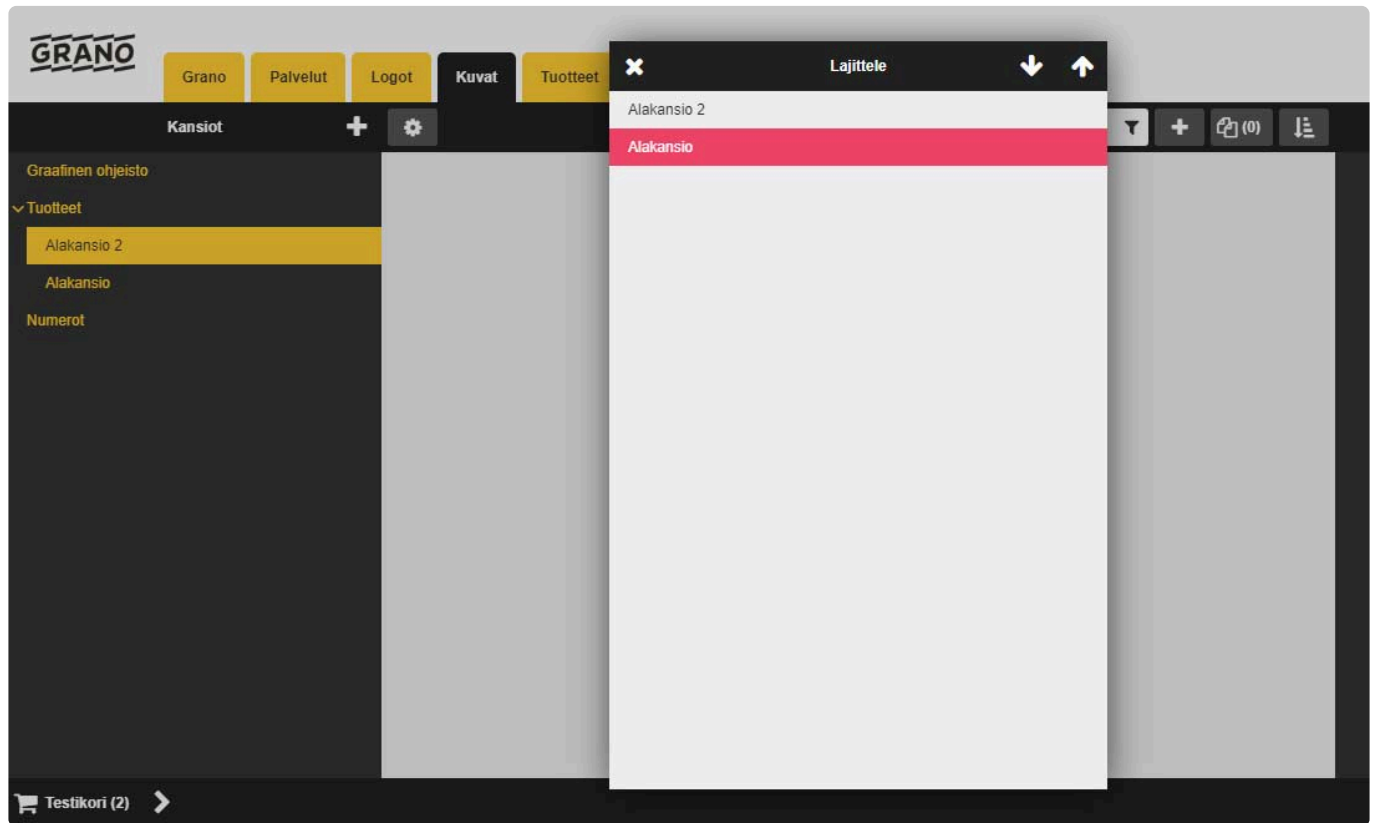 GRANO
Grano Palvelut Logot Kuvat Tuotteet
Lajittele
Alakansio 2
Alakansio
Kansiot
(0)
Graafinen ohjeisto
Tuotteet
Alakansio 2
Alakansio
Numerot
Testikori (2)